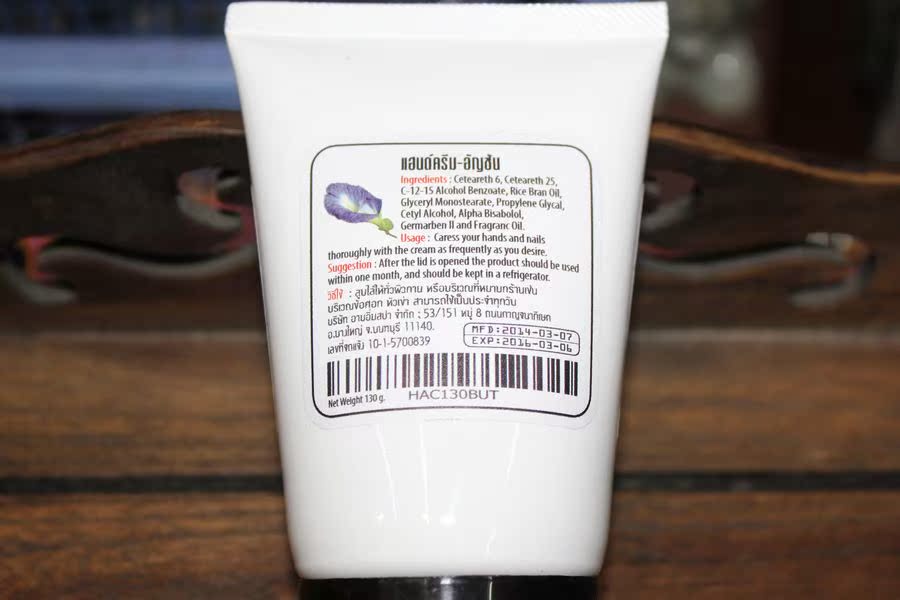 แฮนด์ครีม-อัญชัน
Ingredients : Ceteareth 6, Ceteareth 25,
C-12-15 Alcohol Benzoate, Rice Bran Oil,
Glyceryl Monostearate, Propylene Glycal,
Cetyl Alcohol, Alpha Bisabolol,
Germarben II and Fragranc Oil.
Usage : Caress your hands and nails
thoroughly with the cream as frequently as you desire.
Suggestion : After the lid is opened the product should be used
within one month, and should be kept in a refrigerator.
วิธีใช้ : ลูบไล้ให้ทั่วผิวกาย หรือบริเวณที่หยาบกร้านเช่น
บริเวณข้อศอก หัวเข่า สามารถใช้เป็นประจำทุกวัน
บริษัท อายอิ่มสปา จำกัด ; 53/151 หมู่ 8 ถนนกาญจนาภิเษก
อ.บางใหญ่ จ.นนทบุรี 11140.
เลขที่จดแจ้ง 10-1-5700839
MFD:2014-03-07
EXP:2016-03-06
Net Weight 130 g.
HAC130BUT